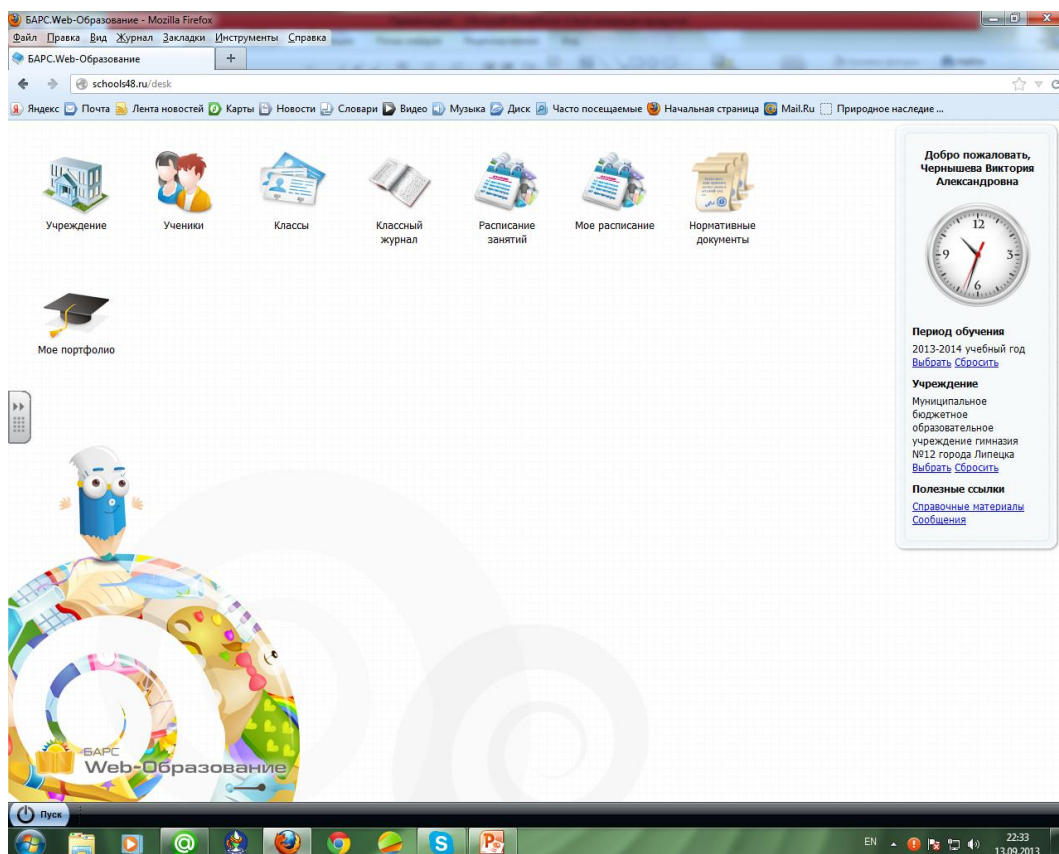 БАРС.Web-Образование - Mozilla Firefox
Файл Правка Вид Журнал Закладки Инструменты Справка
БАРС.Web-Образование +
schools48.ru/desk
Яндекс Почта Лента новостей Карты Новости Словари Видео Музыка Диск Часто посещаемые Начальная страница Mail.Ru Природное наследие ...
Учреждение
Ученики
Классы
Классный
журнал
Расписание
занятий
Мое расписание
Нормативные
документы
Мое портфолио
Добро пожаловать,
Чернышева Виктория
Александровна
12
9 3
6
Период обучения
2013-2014 учебный год
Выбрать Сбросить
Учреждение
Муниципальное
бюджетное
образовательное
учреждение гимназия
№12 города Липецка
Выбрать Сбросить
Полезные ссылки
Справочные материалы
Сообщения
БАРС
Web-Образование
Пуск
EN
22:33
13.09.2013